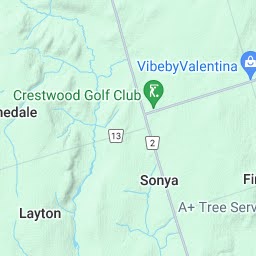 VibebyValentina
Crestwood Golf Club
nedale
13
2
Sonya
Fi
Layton
A+ Tree Serv